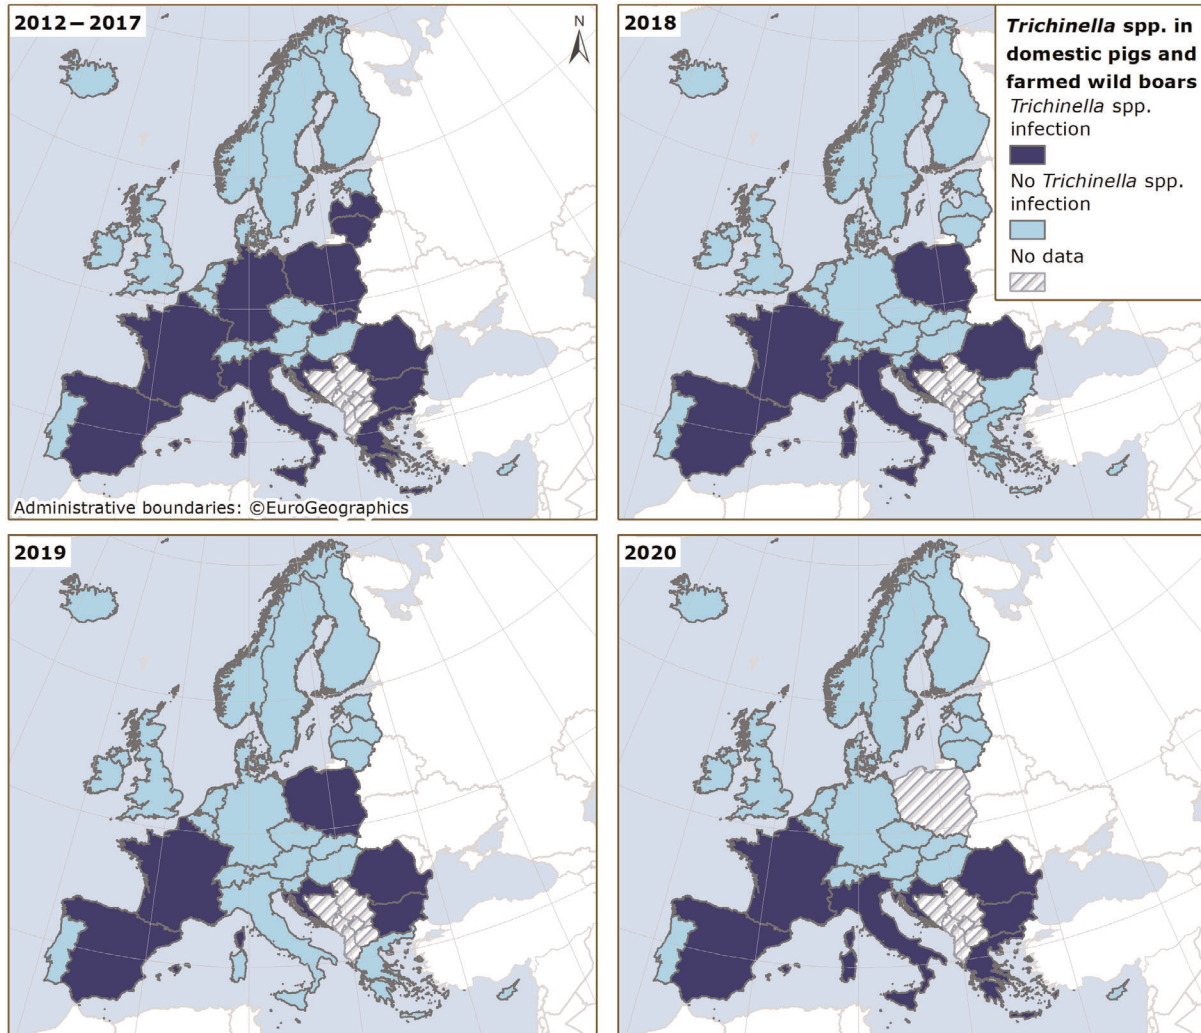 2012–2017
N
Administrative boundaries: ©EuroGeographics
2018
Trichinella spp. in
domestic pigs and
farmed wild boars
Trichinella spp.
infection
No Trichinella spp.
infection
No data
2019
2020